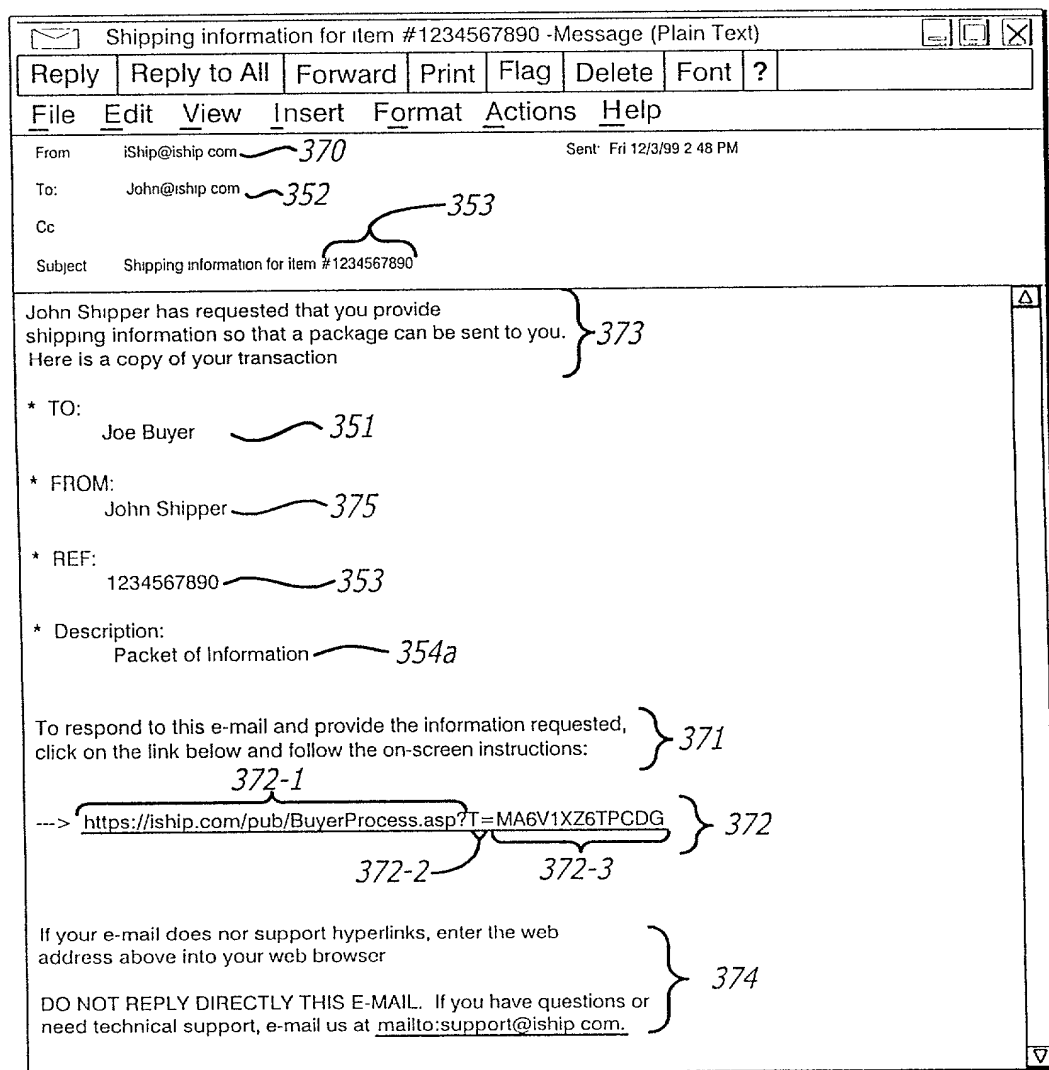 Shipping information for item #1234567890 -Message (Plain Text)
Reply Reply to All Forward Print Flag Delete Font ?
File Edit View Insert Format Actions Help
From iShip@iship com 370 Sent: Fri 12/3/99 2 48 PM
To: John@iship com 352
353
Cc
Subject Shipping information for item #1234567890
John Shipper has requested that you provide
shipping information so that a package can be sent to you.
Here is a copy of your transaction
373
* TO:
Joe Buyer 351
* FROM:
John Shipper 375
* REF:
1234567890 353
* Description:
Packet of Information 354a
To respond to this e-mail and provide the information requested,
click on the link below and follow the on-screen instructions:
371
372-1
---> https://iship.com/pub/BuyerProcess.asp?T=MA6V1XZ6TPCDG 372
372-2 372-3
If your e-mail does nor support hyperlinks, enter the web
address above into your web browser
374
DO NOT REPLY DIRECTLY THIS E-MAIL. If you have questions or
need technical support, e-mail us at mailto:support@iship com.